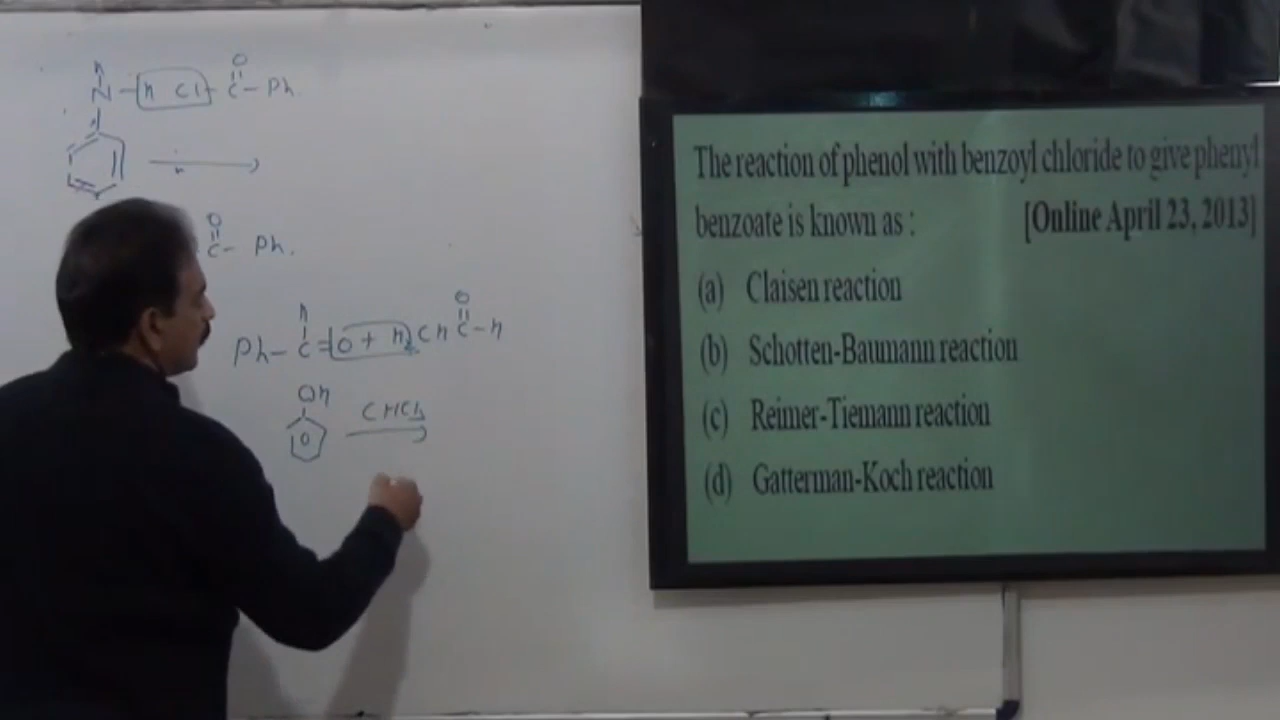 H
O
N - H Cl - C - Ph
O
C - Ph.
H
O
Ph - C = O + H2 CH C - H
OH
CHCl3
The reaction of phenol with benzoyl chloride to give phenyl
benzoate is known as : [Online April 23, 2013]
(a) Claisen reaction
(b) Schotten-Baumann reaction
(c) Reimer-Tiemann reaction
(d) Gatterman-Koch reaction